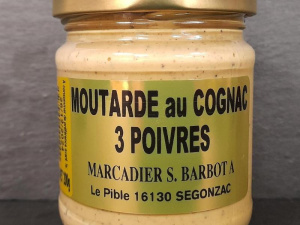 MOUTARDE au COGNAC
3 POIVRES
MARCADIER S. BARBOT A
Le Pible 16130 SEGONZAC